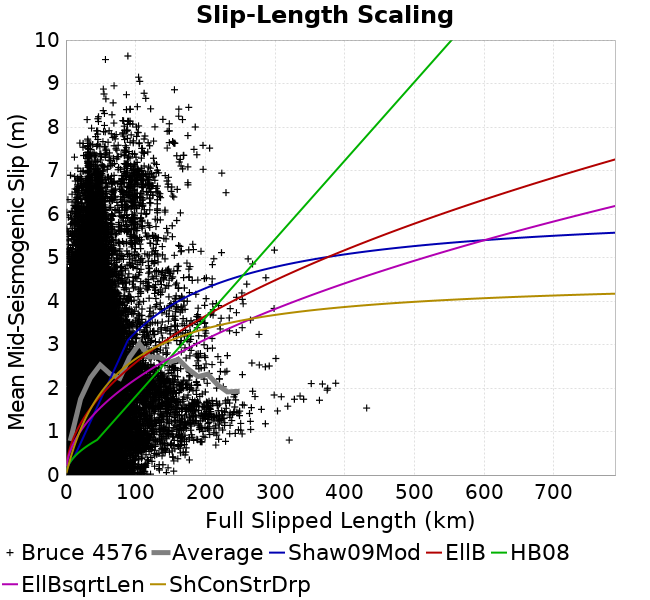 Slip-Length Scaling
Mean Mid-Seismogenic Slip (m)
10
9
8
7
6
5
4
3
2
1
0
0 100 200 300 400 500 600 700
Full Slipped Length (km)
Bruce 4576 Average Shaw09Mod EllB HB08
EllBsqrtLen ShConStrDrp